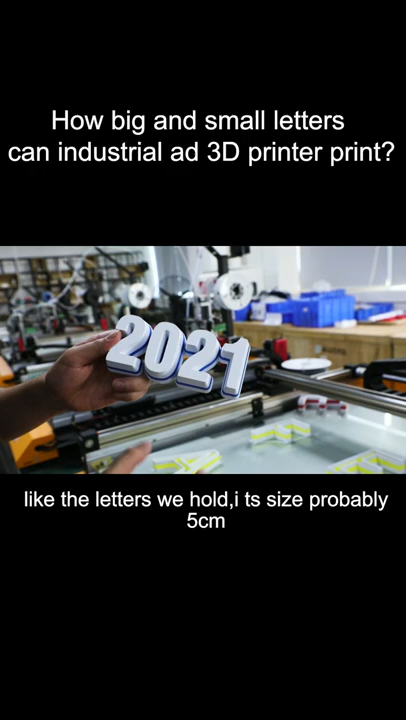 How big and small letters
can industrial ad 3D printer print?
2021
like the letters we hold,i ts size probably
5cm